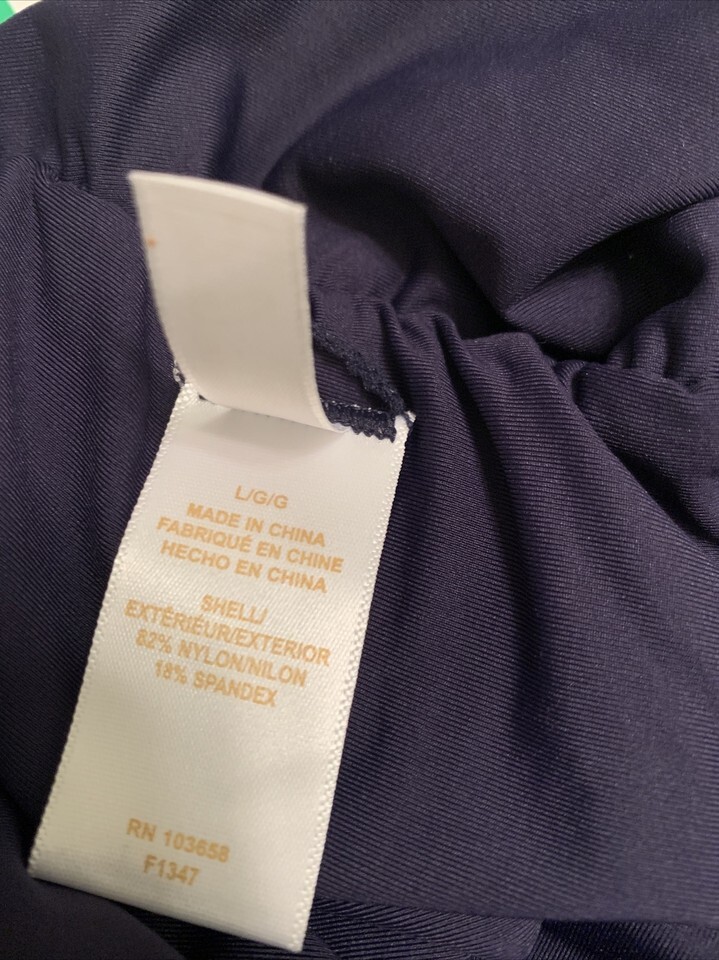 L/G/G
MADE IN CHINA
FABRIQUÉ EN CHINE
HECHO EN CHINA
SHELL/
EXTÉRIEUR/EXTERIOR
82% NYLON/NILON
18% SPANDEX
RN 103658
F1347